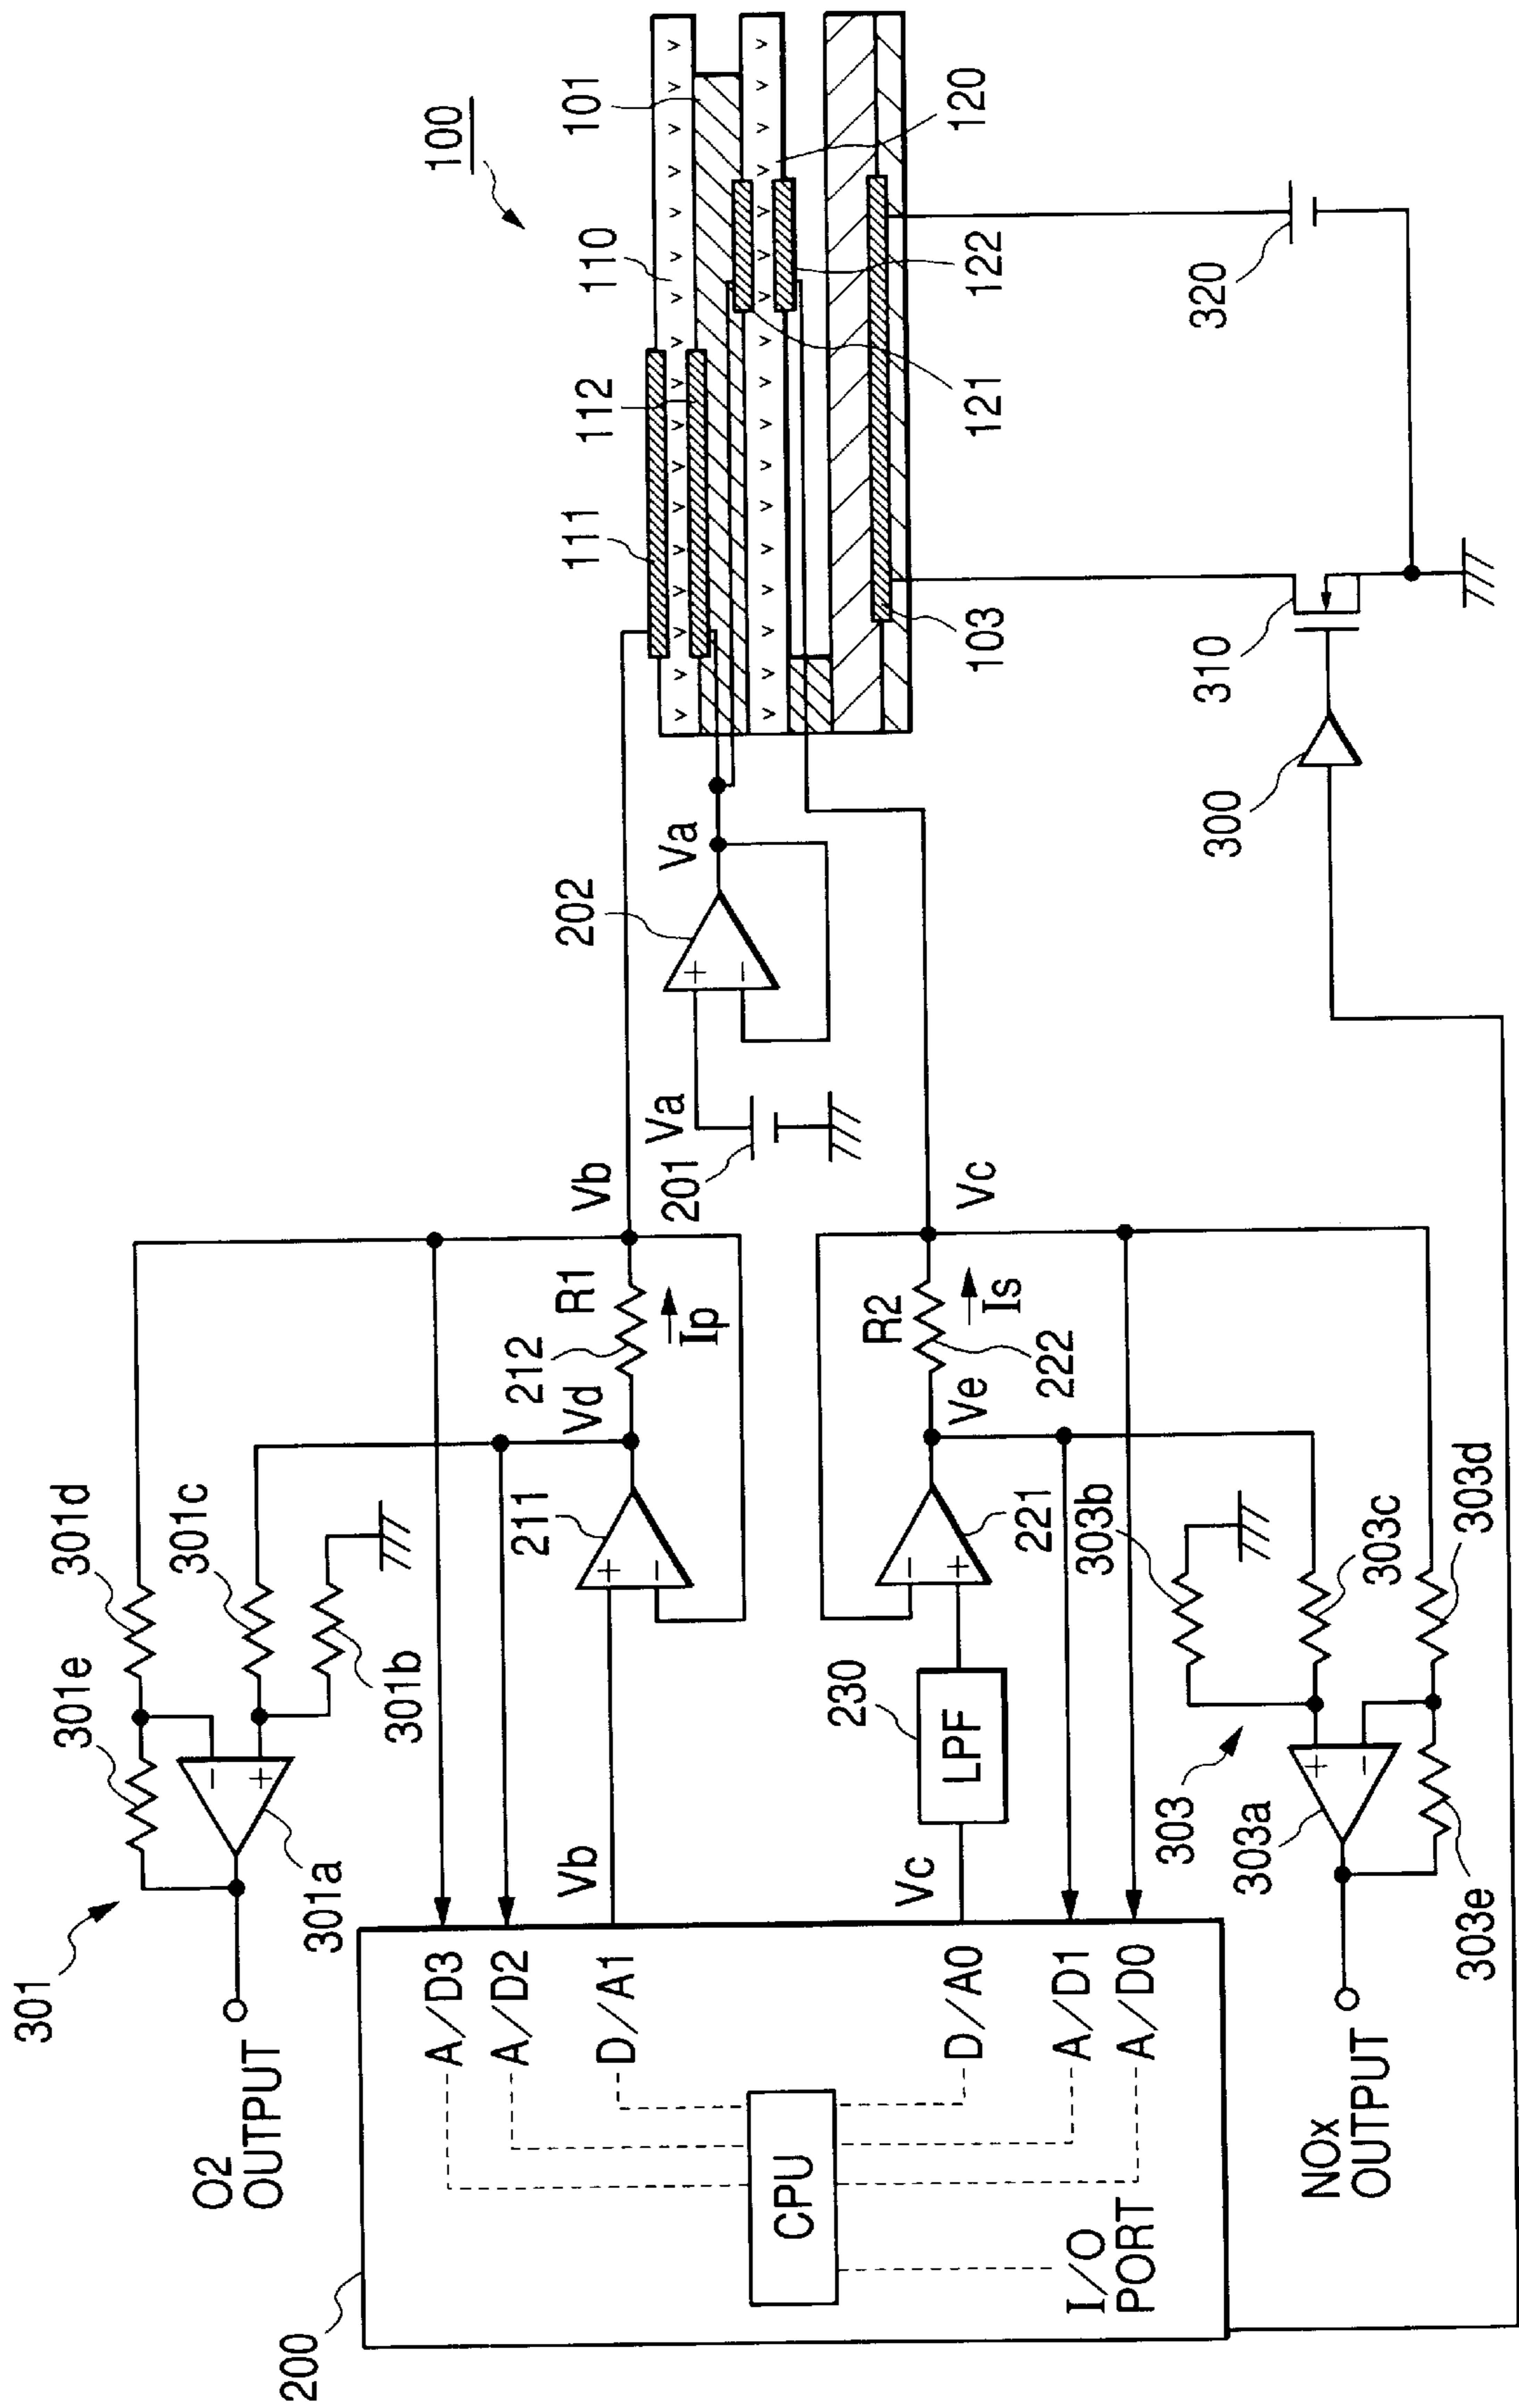 301
O2
OUTPUT
301e
301d
301a
301c
301b
200
A/D3
A/D2
D/A1
D/A0
A/D1
A/D0
CPU
I/O
PORT
Vb
211
Vd
212
R1
Ip
Vb
Vc
230
LPF
221
Ve
R2
222
Is
Vc
201
Va
202
Va
100
111
112
110
101
103
121
122
120
303b
303c
303d
303
303a
303e
NOx
OUTPUT
300
310
320
+
−
+
−
−
+
+
−
−
+